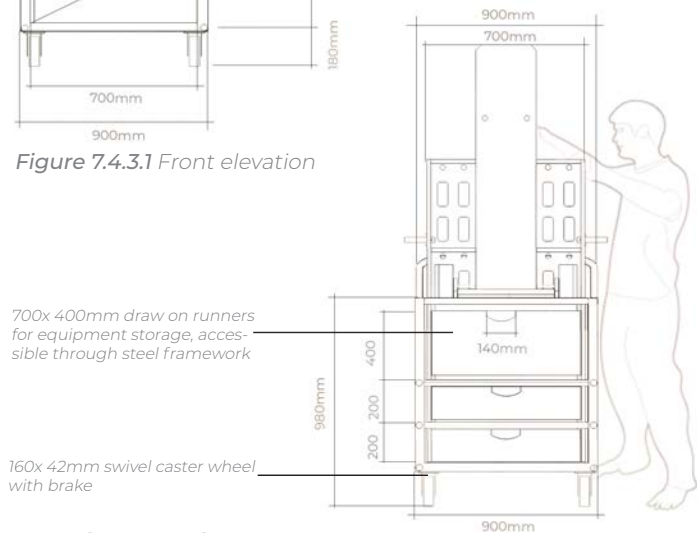 180mm
700mm
900mm
Figure 7.4.3.1 Front elevation
900mm
700mm
700x 400mm draw on runners
for equipment storage, acces-
sible through steel framework
140mm
400
980mm
200
200
160x 42mm swivel caster wheel
with brake
900mm